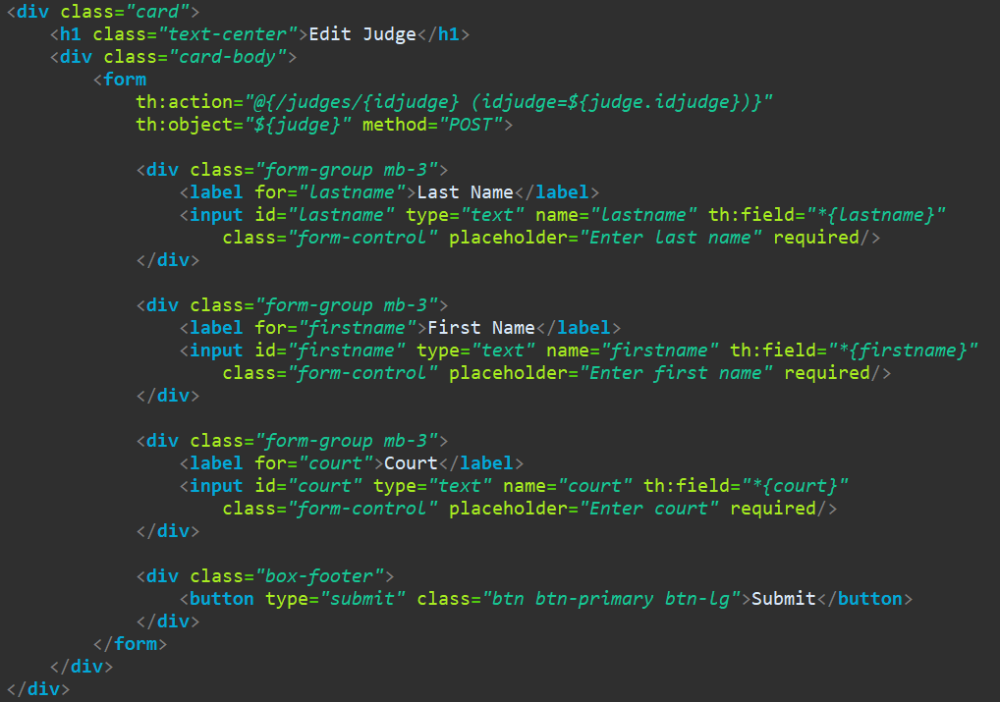 <div class="card">
    <h1 class="text-center">Edit Judge</h1>
    <div class="card-body">
        <form
            th:action="@{/judges/{idjudge} (idjudge=${judge.idjudge})}"
            th:object="${judge}" method="POST">

            <div class="form-group mb-3">
                <label for="lastname">Last Name</label>
                <input id="lastname" type="text" name="lastname" th:field="*{lastname}"
                    class="form-control" placeholder="Enter last name" required/>
            </div>

            <div class="form-group mb-3">
                <label for="firstname">First Name</label>
                <input id="firstname" type="text" name="firstname" th:field="*{firstname}"
                    class="form-control" placeholder="Enter first name" required/>
            </div>

            <div class="form-group mb-3">
                <label for="court">Court</label>
                <input id="court" type="text" name="court" th:field="*{court}"
                    class="form-control" placeholder="Enter court" required/>
            </div>

            <div class="box-footer">
                <button type="submit" class="btn btn-primary btn-lg">Submit</button>
            </div>
        </form>
    </div>
</div>